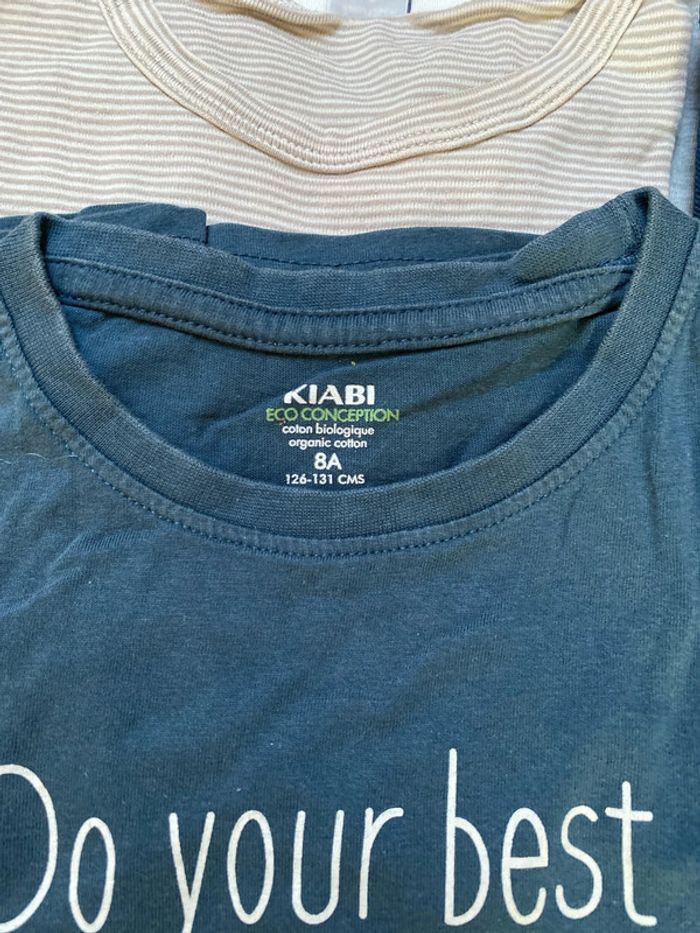 KIABI
ECO CONCEPTION
coton biologique
organic cotton
8A
126-131 CMS
Do your best